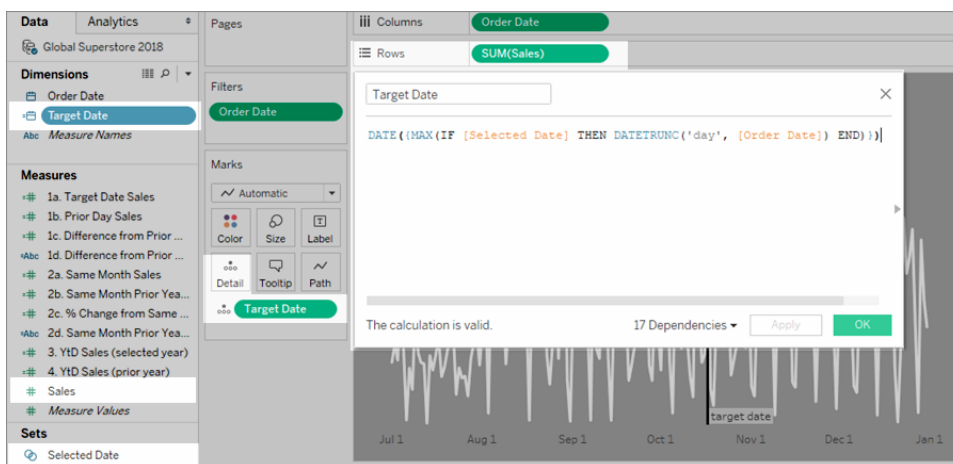 Data
Analytics
Global Superstore 2018
Dimensions
Order Date
Target Date
Abc Measure Names
Measures
1a. Target Date Sales
1b. Prior Day Sales
1c. Difference from Prior ...
Abc 1d. Difference from Prior ...
2a. Same Month Sales
2b. Same Month Prior Yea...
2c. % Change from Same ...
Abc 2d. Same Month Prior Yea...
3. YtD Sales (selected year)
4. YtD Sales (prior year)
Sales
Measure Values
Sets
Selected Date
Pages
Filters
Order Date
Marks
Automatic
Color Size Label
Detail Tooltip Path
Target Date
Columns Order Date
Rows SUM(Sales)
Target Date
DATE({MAX(IF [Selected Date] THEN DATETRUNC('day', [Order Date]) END)})
The calculation is valid. 17 Dependencies Apply OK
target date
Jul 1 Aug 1 Sep 1 Oct 1 Nov 1 Dec 1 Jan 1